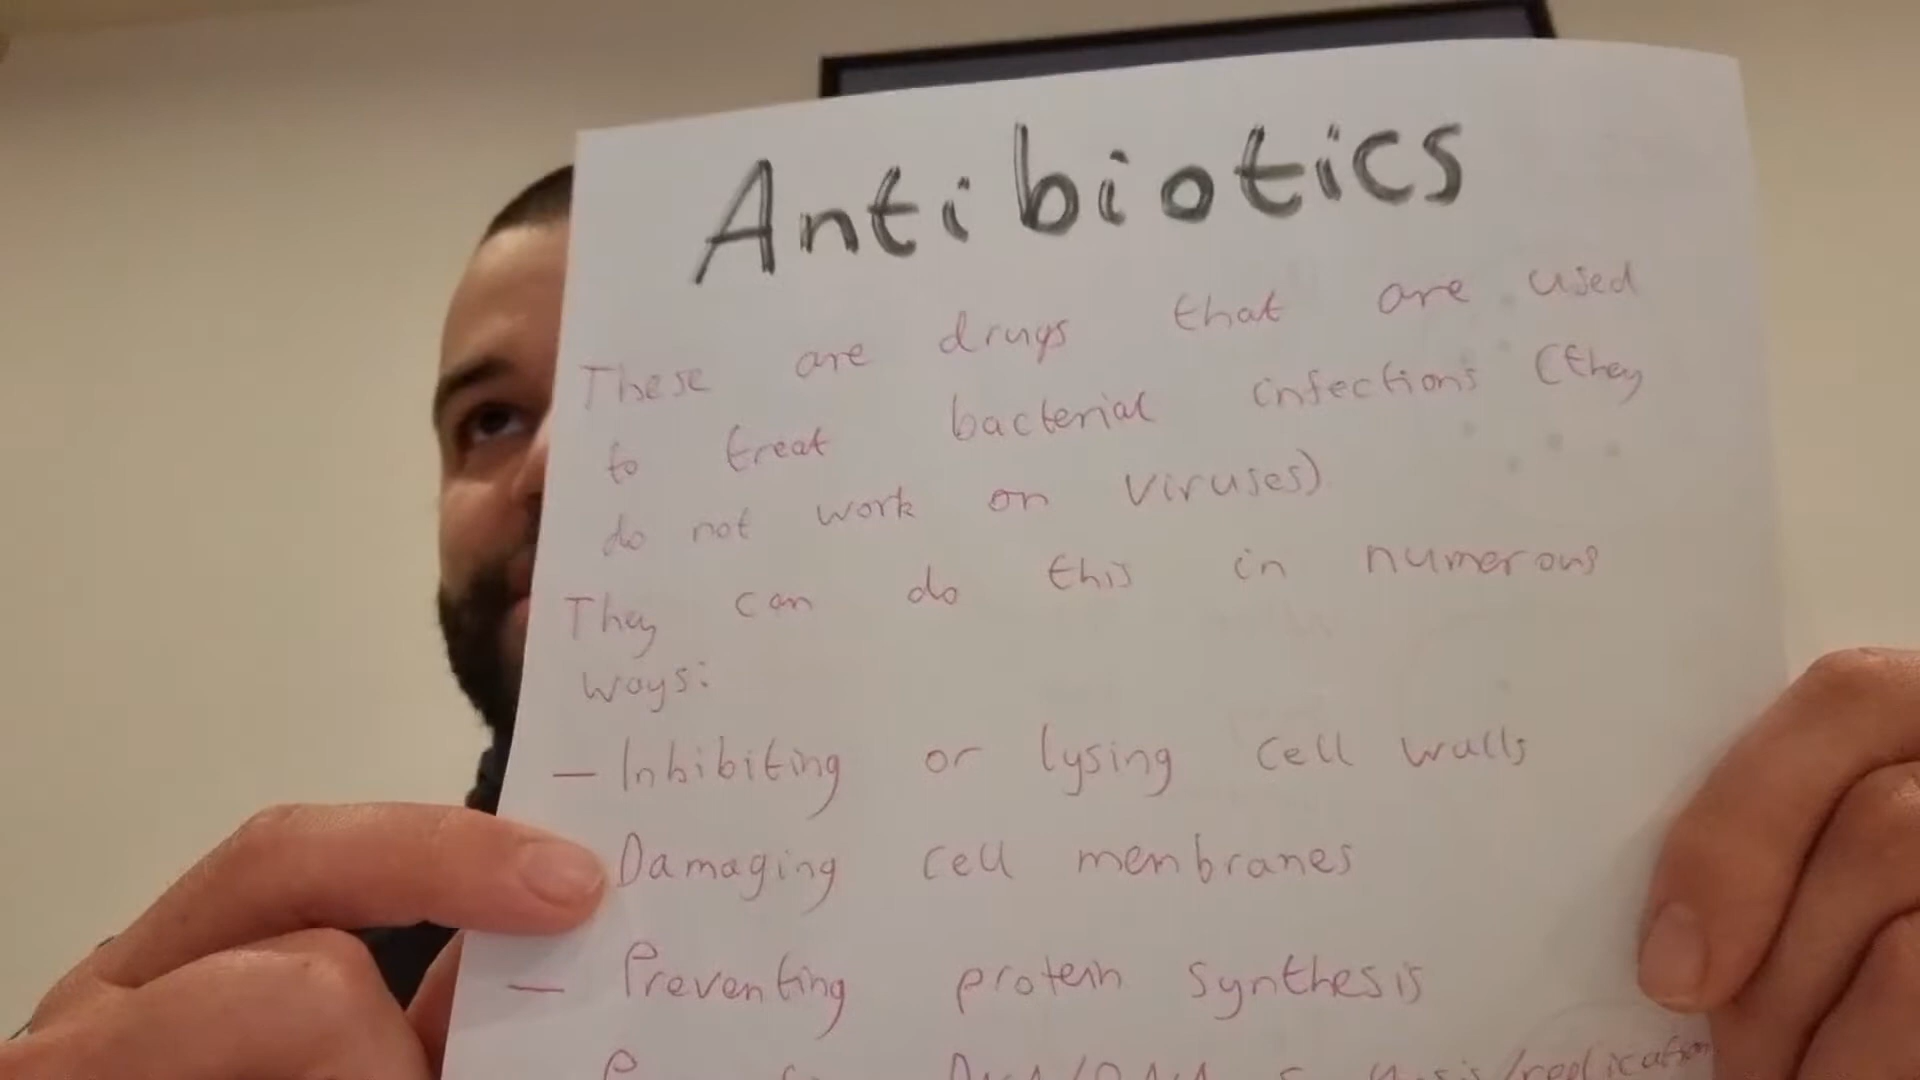 Antibiotics
These are drugs that are used
to treat bacterial infections (they
do not work on viruses)
They can do this in numerous
ways:
— Inhibiting or lysing cell walls
Damaging cell membranes
— Preventing protein synthesis
/replication